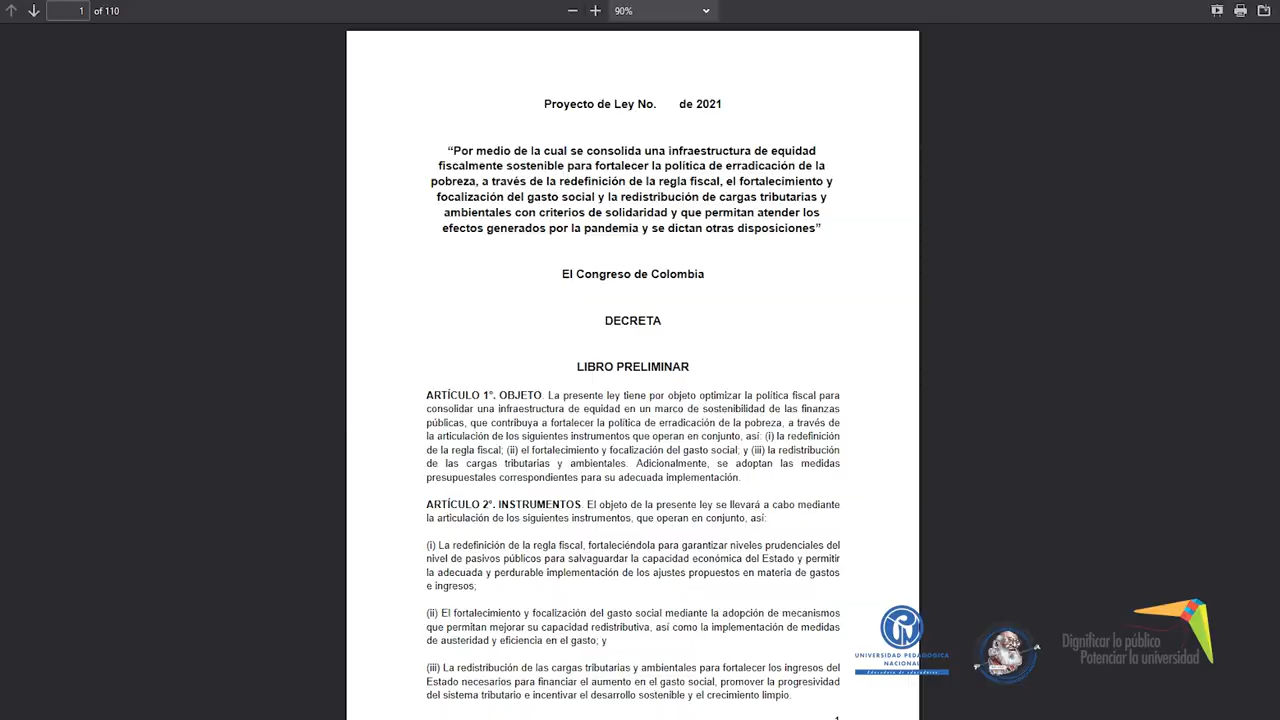 1 of 110
90%
Proyecto de Ley No. de 2021
“Por medio de la cual se consolida una infraestructura de equidad
fiscalmente sostenible para fortalecer la política de erradicación de la
pobreza, a través de la redefinición de la regla fiscal, el fortalecimiento y
focalización del gasto social y la redistribución de cargas tributarias y
ambientales con criterios de solidaridad y que permitan atender los
efectos generados por la pandemia y se dictan otras disposiciones”
El Congreso de Colombia
DECRETA
LIBRO PRELIMINAR
ARTÍCULO 1°. OBJETO. La presente ley tiene por objeto optimizar la política fiscal para
consolidar una infraestructura de equidad en un marco de sostenibilidad de las finanzas
públicas, que contribuya a fortalecer la política de erradicación de la pobreza, a través de
la articulación de los siguientes instrumentos que operan en conjunto, así: (i) la redefinición
de la regla fiscal; (ii) el fortalecimiento y focalización del gasto social; y (iii) la redistribución
de las cargas tributarias y ambientales. Adicionalmente, se adoptan las medidas
presupuestales correspondientes para su adecuada implementación.
ARTÍCULO 2°. INSTRUMENTOS. El objeto de la presente ley se llevará a cabo mediante
la articulación de los siguientes instrumentos, que operan en conjunto, así:
(i) La redefinición de la regla fiscal, fortaleciéndola para garantizar niveles prudenciales del
nivel de pasivos públicos para salvaguardar la capacidad económica del Estado y permitir
la adecuada y perdurable implementación de los ajustes propuestos en materia de gastos
e ingresos;
(ii) El fortalecimiento y focalización del gasto social mediante la adopción de mecanismos
que permitan mejorar su capacidad redistributiva, así como la implementación de medidas
de austeridad y eficiencia en el gasto; y
(iii) La redistribución de las cargas tributarias y ambientales para fortalecer los ingresos del
Estado necesarios para financiar el aumento en el gasto social, promover la progresividad
del sistema tributario e incentivar el desarrollo sostenible y el crecimiento limpio.
1
UNIVERSIDAD PEDAGOGICA
NACIONAL
Educadora de educadores
Dignificar lo público
Potenciar la universidad